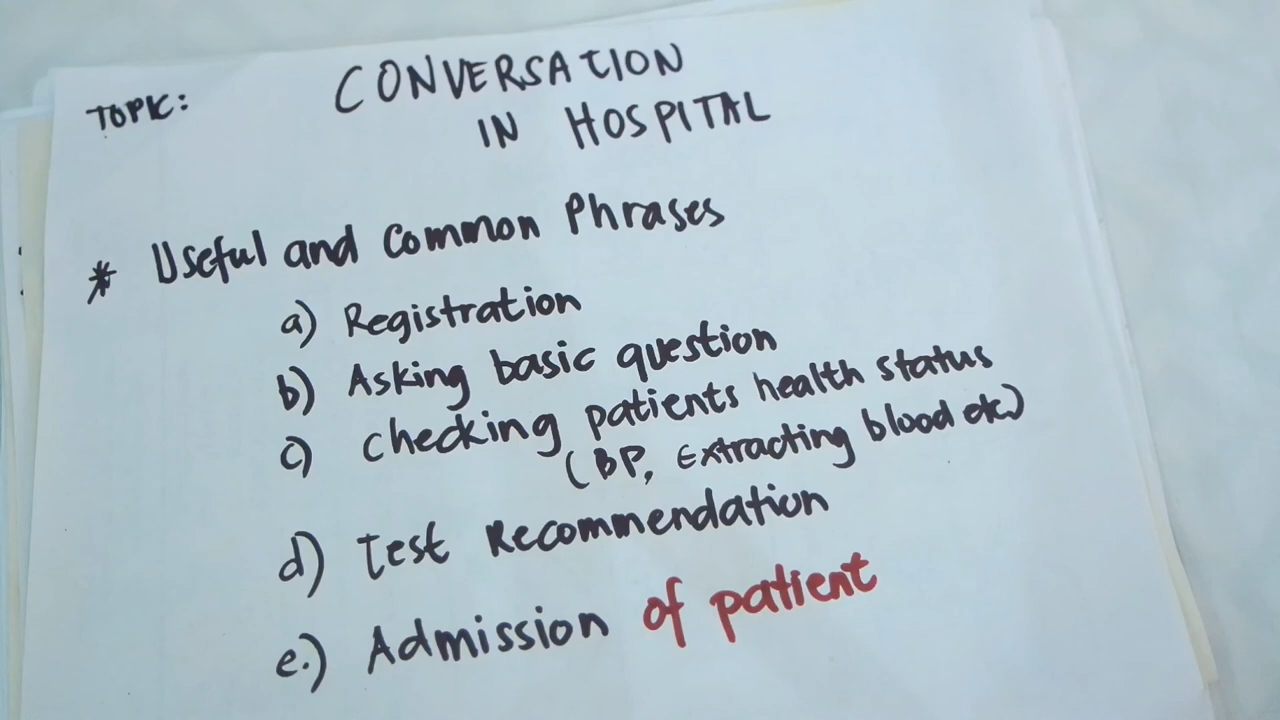 TOPIC: CONVERSATION
IN HOSPITAL
* Useful and Common Phrases
a) Registration
b) Asking basic question
c) checking patients health status
(BP, Extracting blood etc.)
d) Test Recommendation
e.) Admission of patient